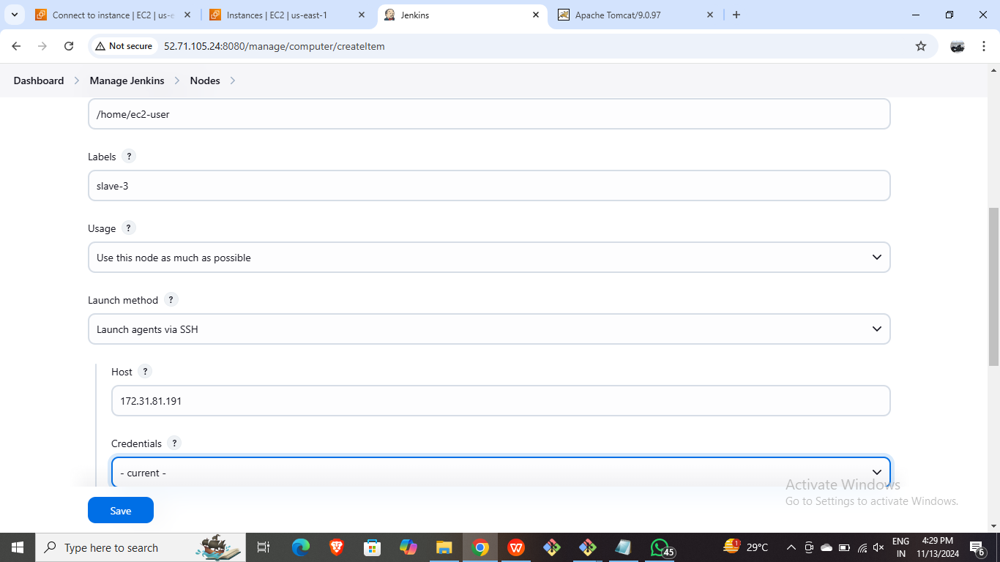 Connect to instance | EC2 | us-e
Instances | EC2 | us-east-1
Jenkins
Apache Tomcat/9.0.97
Not secure
52.71.105.24:8080/manage/computer/createItem
Dashboard
Manage Jenkins
Nodes
/home/ec2-user
Labels ?
slave-3
Usage ?
Use this node as much as possible
Launch method ?
Launch agents via SSH
Host ?
172.31.81.191
Credentials ?
- current -
Save
Activate Windows
Go to Settings to activate Windows.
Type here to search
45
1
29°C
ENG
IN
4:29 PM
11/13/2024
6